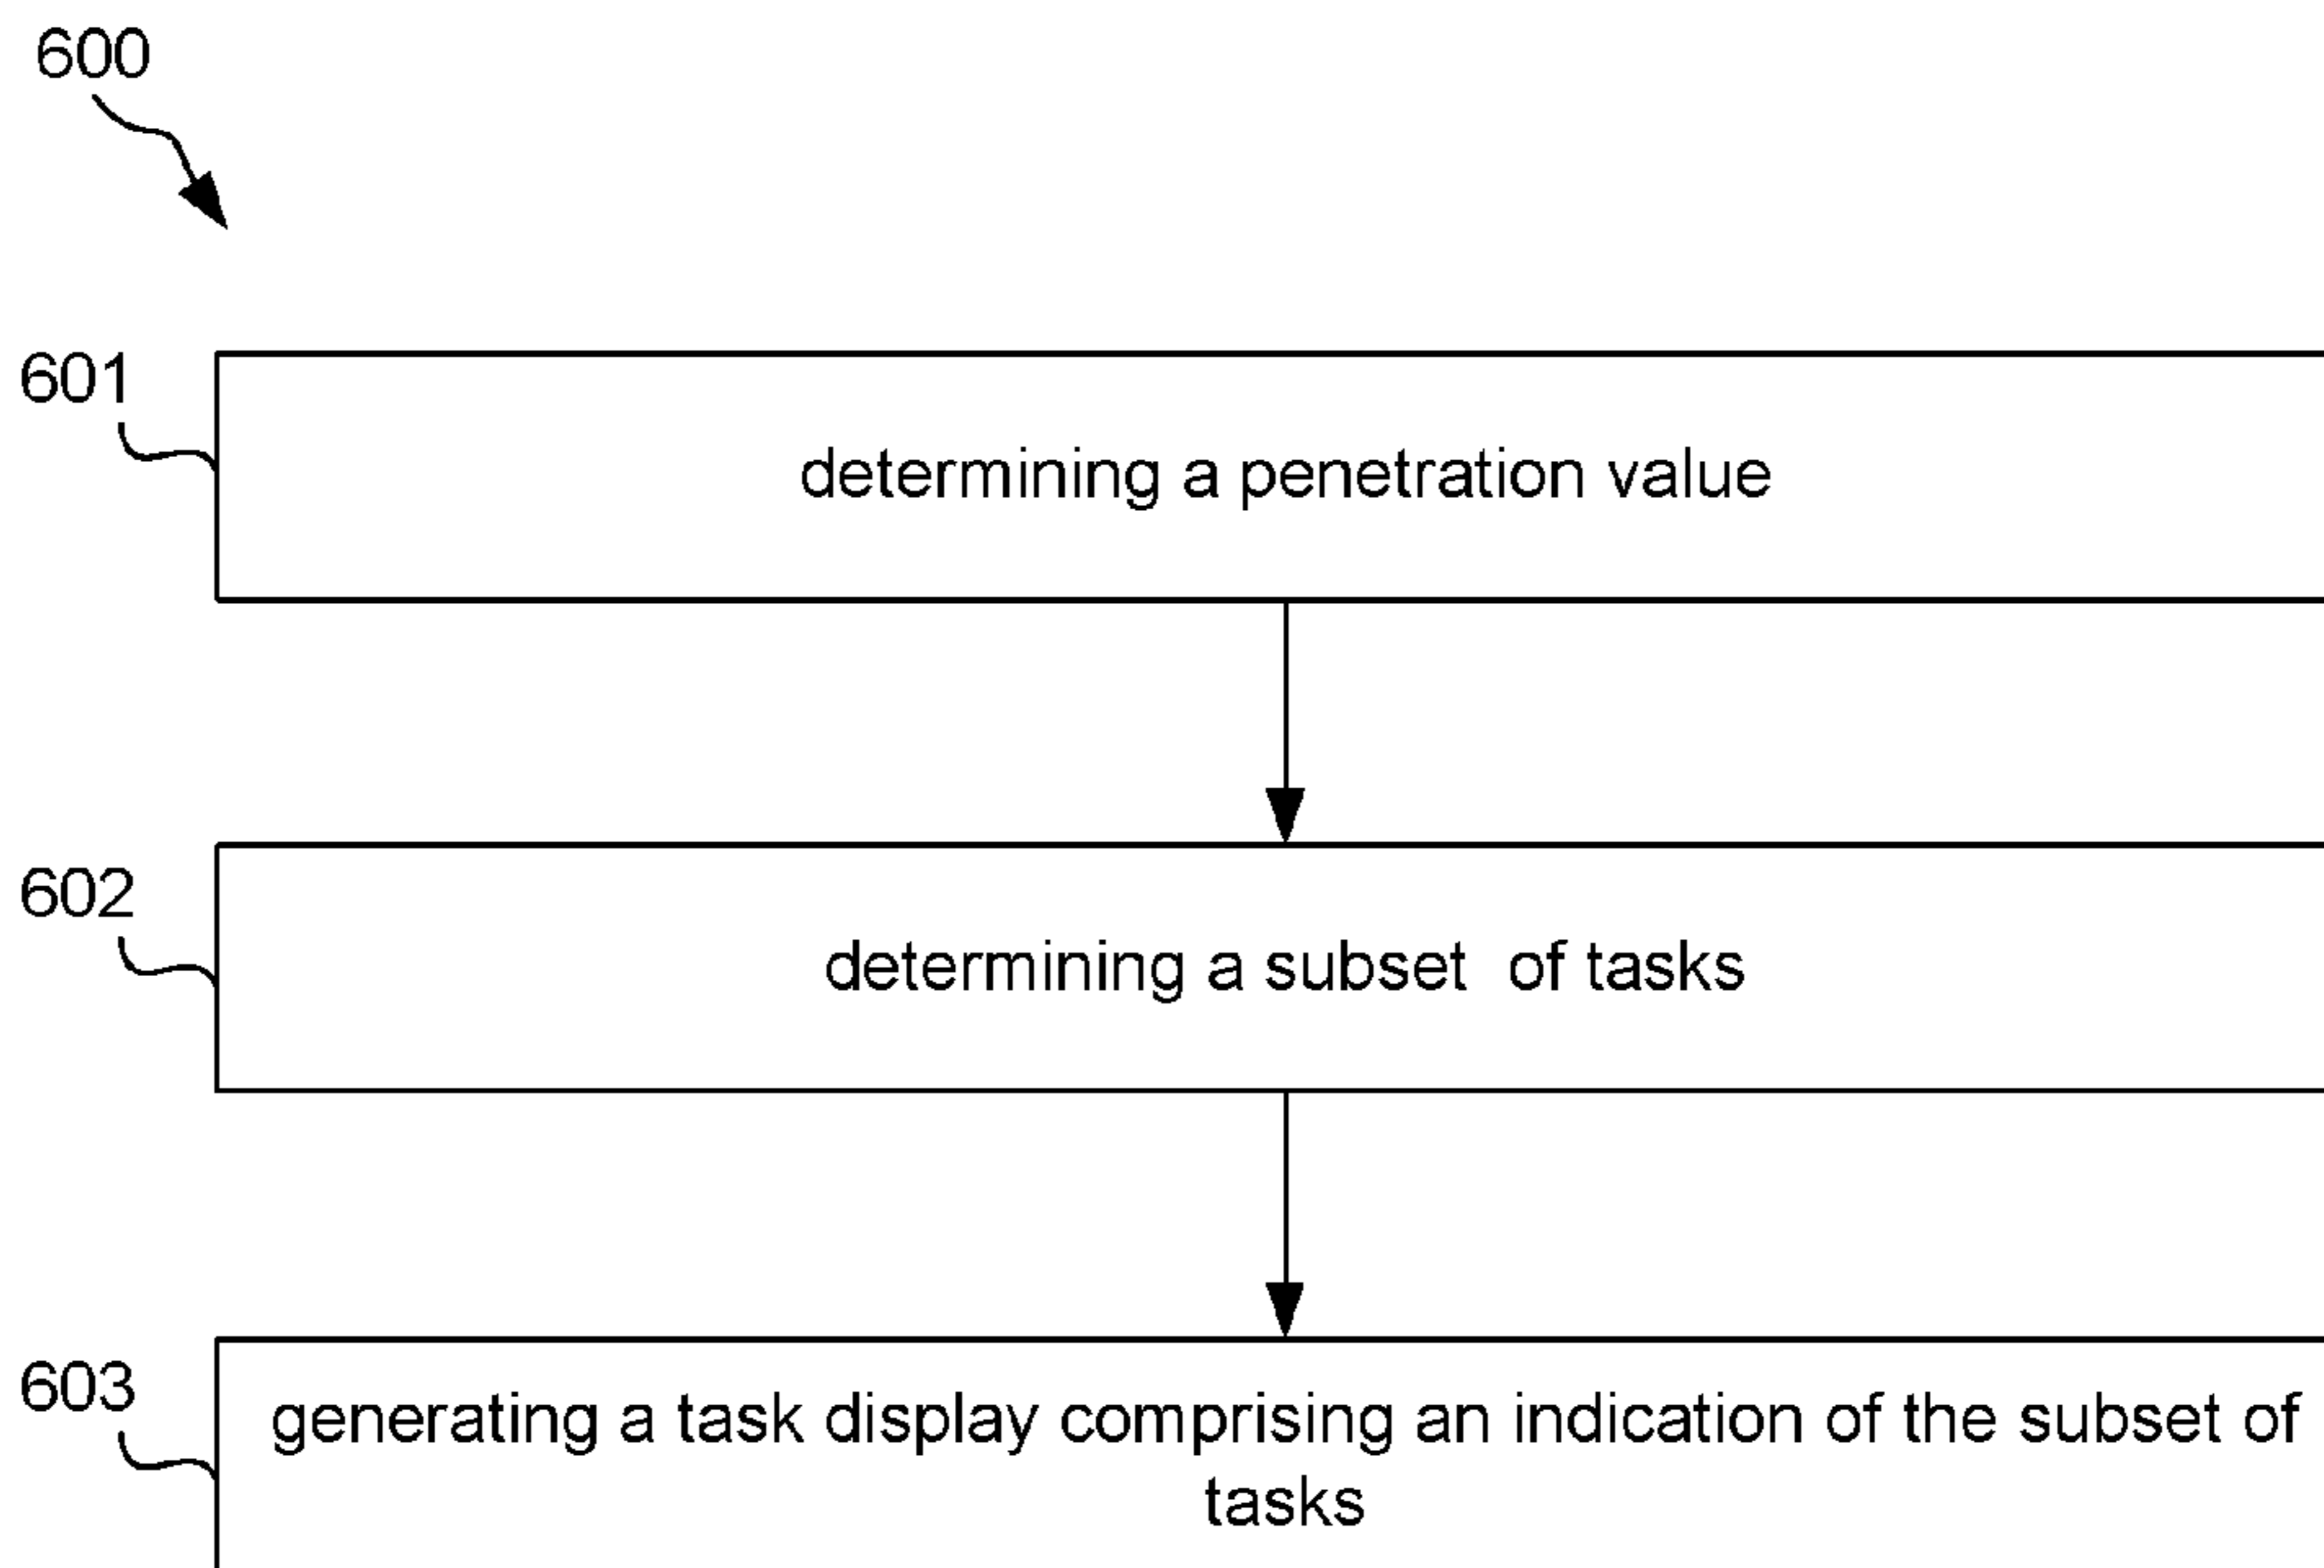 600
601
determining a penetration value
602
determining a subset  of tasks
603
generating a task display comprising an indication of the subset of
tasks